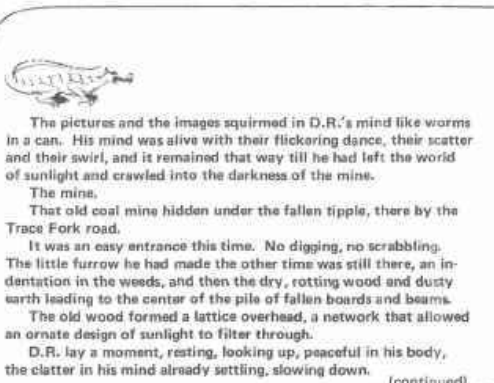 The pictures and the images squirmed in D.R.'s mind like worms
in a can. His mind was alive with their flickering dance, their scatter
and their swirl, and it remained that way till he had left the world
of sunlight and crawled into the darkness of the mine.
The mine.
That old coal mine hidden under the fallen tipple, there by the
Trace Fork road.
It was an easy entrance this time. No digging, no scrabbling.
The little furrow he had made the other time was still there, an in-
dentation in the weeds, and then the dry, rotting wood and dusty
earth leading to the center of the pile of fallen boards and beams.
The old wood formed a lattice overhead, a network that allowed
an ornate design of sunlight to filter through.
D.R. lay a moment, resting, looking up, peaceful in his body,
the clatter in his mind already settling, slowing down.
(continued)